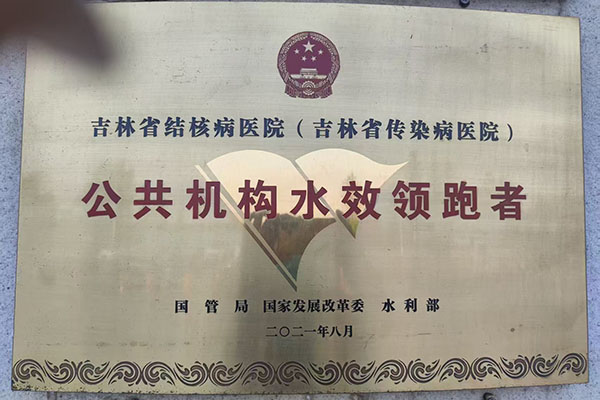 吉林省结核病医院（吉林省传染病医院）
公共机构水效领跑者
国管局 国家发展改革委 水利部
二〇二一年八月